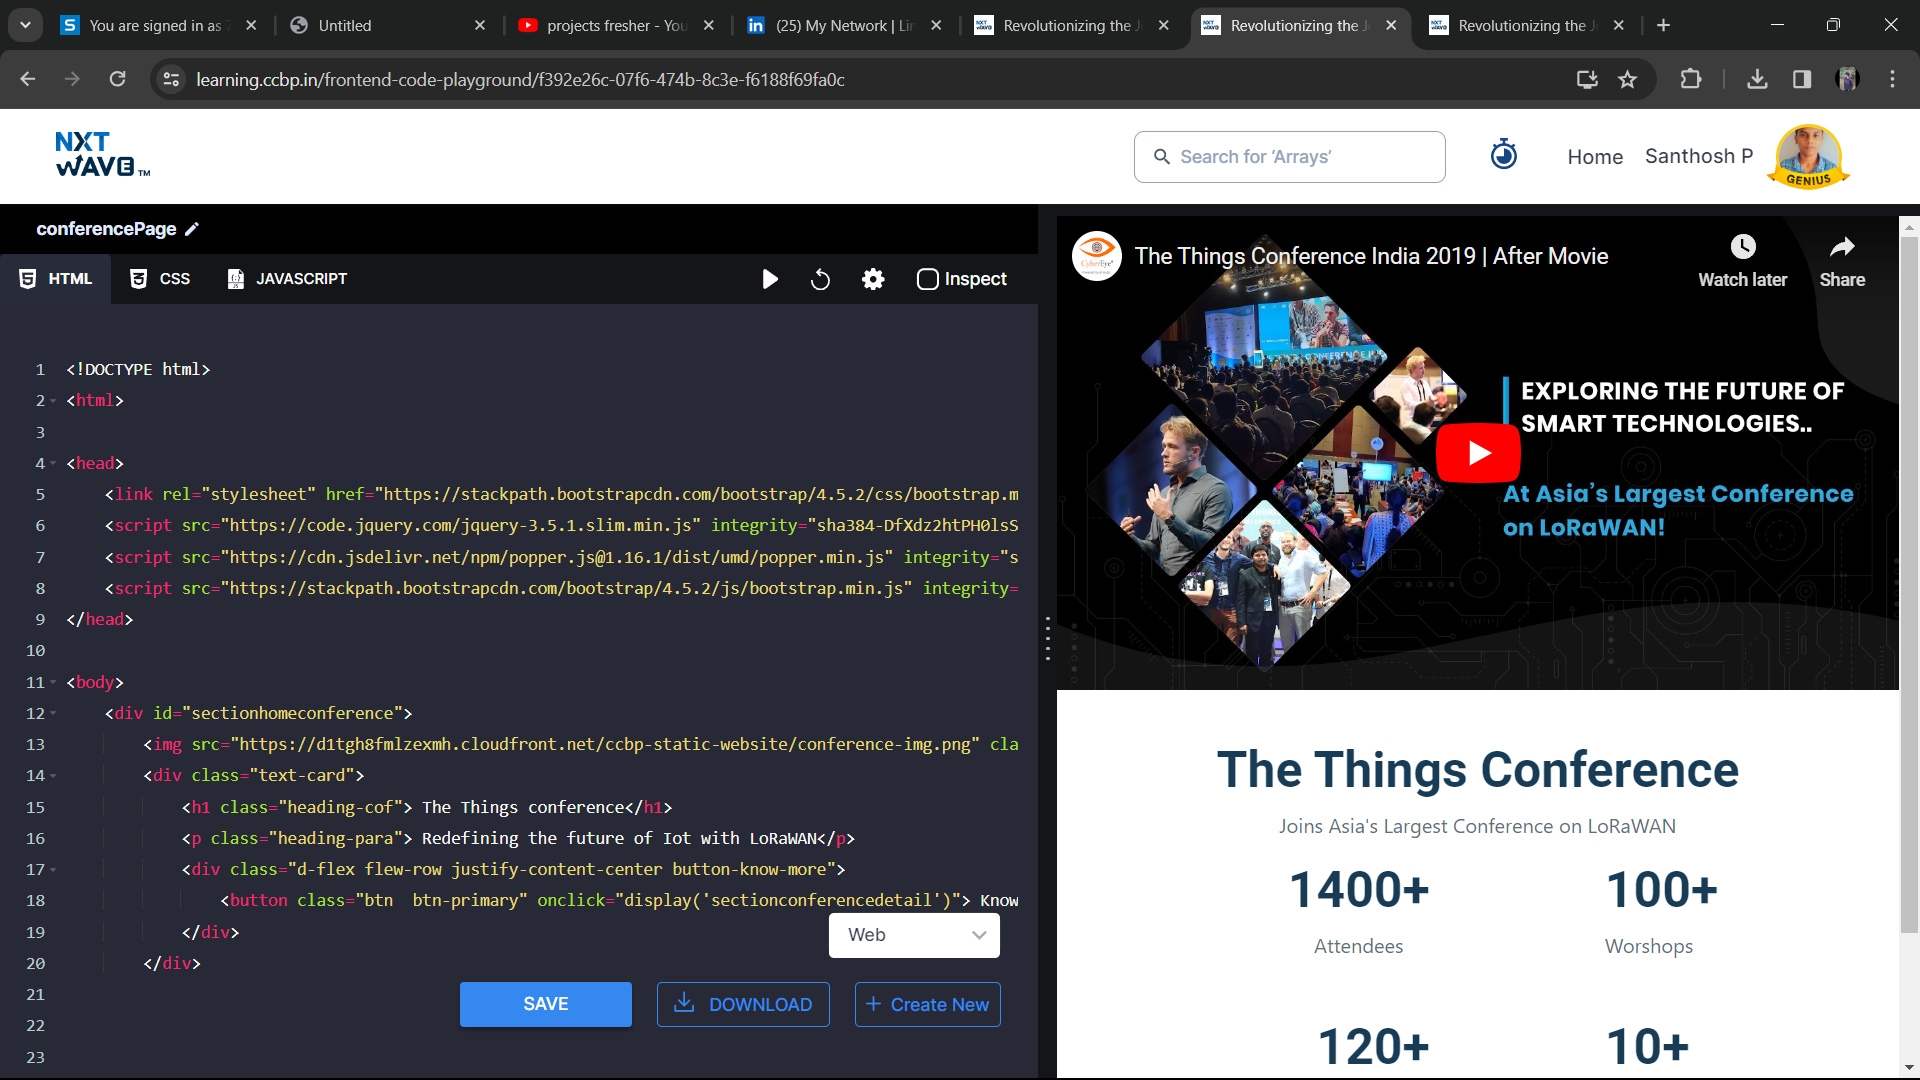 You are signed in as
Untitled
projects fresher - You
(25) My Network | Lin
Revolutionizing the J
Revolutionizing the J
Revolutionizing the J
learning.ccbp.in/frontend-code-playground/f392e26c-07f6-474b-8c3e-f6188f69fa0c
NXT
WAVE TM
Search for ‘Arrays’
Home
Santhosh P
GENIUS
conferencePage
HTML
CSS
JAVASCRIPT
Inspect
1 <!DOCTYPE html>
2 <html>
3
4 <head>
5 <link rel="stylesheet" href="https://stackpath.bootstrapcdn.com/bootstrap/4.5.2/css/bootstrap.m
6 <script src="https://code.jquery.com/jquery-3.5.1.slim.min.js" integrity="sha384-DfXdz2htPH0lsS
7 <script src="https://cdn.jsdelivr.net/npm/popper.js@1.16.1/dist/umd/popper.min.js" integrity="s
8 <script src="https://stackpath.bootstrapcdn.com/bootstrap/4.5.2/js/bootstrap.min.js" integrity=
9 </head>
10
11 <body>
12 <div id="sectionhomeconference">
13 <img src="https://d1tgh8fmlzexmh.cloudfront.net/ccbp-static-website/conference-img.png" cla
14 <div class="text-card">
15 <h1 class="heading-cof"> The Things conference</h1>
16 <p class="heading-para"> Redefining the future of Iot with LoRaWAN</p>
17 <div class="d-flex flew-row justify-content-center button-know-more">
18 <button class="btn  btn-primary" onclick="display('sectionconferencedetail')"> Know
19 </div>
20 </div>
21
22
23
Web
SAVE
DOWNLOAD
+ Create New
CyberEye
The Things Conference India 2019 | After Movie
Watch later
Share
EXPLORING THE FUTURE OF
SMART TECHNOLOGIES..
At Asia’s Largest Conference
on LoRaWAN!
The Things Conference
Joins Asia's Largest Conference on LoRaWAN
1400+
100+
Attendees
Worshops
120+
10+